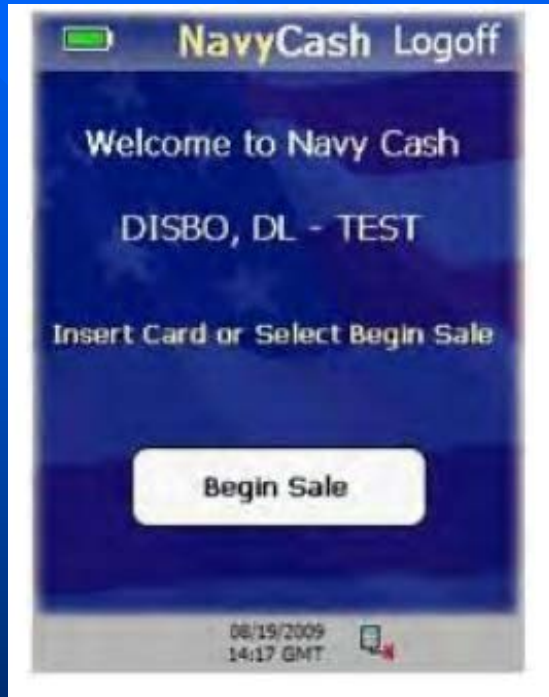 NavyCash Logoff
Welcome to Navy Cash
DISBO, DL - TEST
Insert Card or Select Begin Sale
Begin Sale
08/19/2009
14:17 GMT